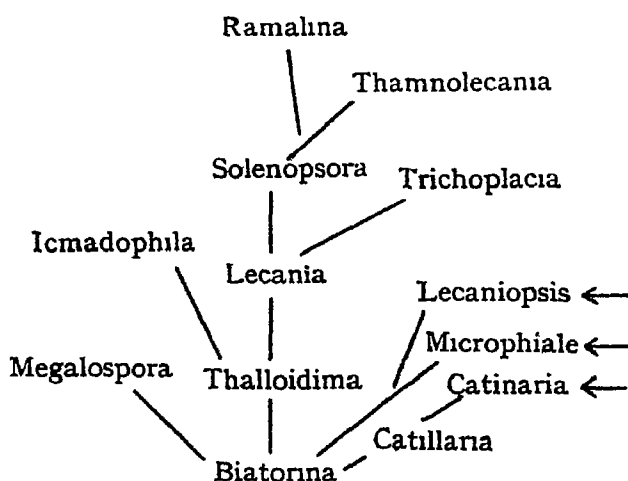 Ramalina
Thamnolecania
Solenopsora
Trichoplacia
Icmadophila
Lecania
Lecaniopsis
Microphiale
Megalospora
Thalloidima
Catinaria
Catillaria
Biatorina